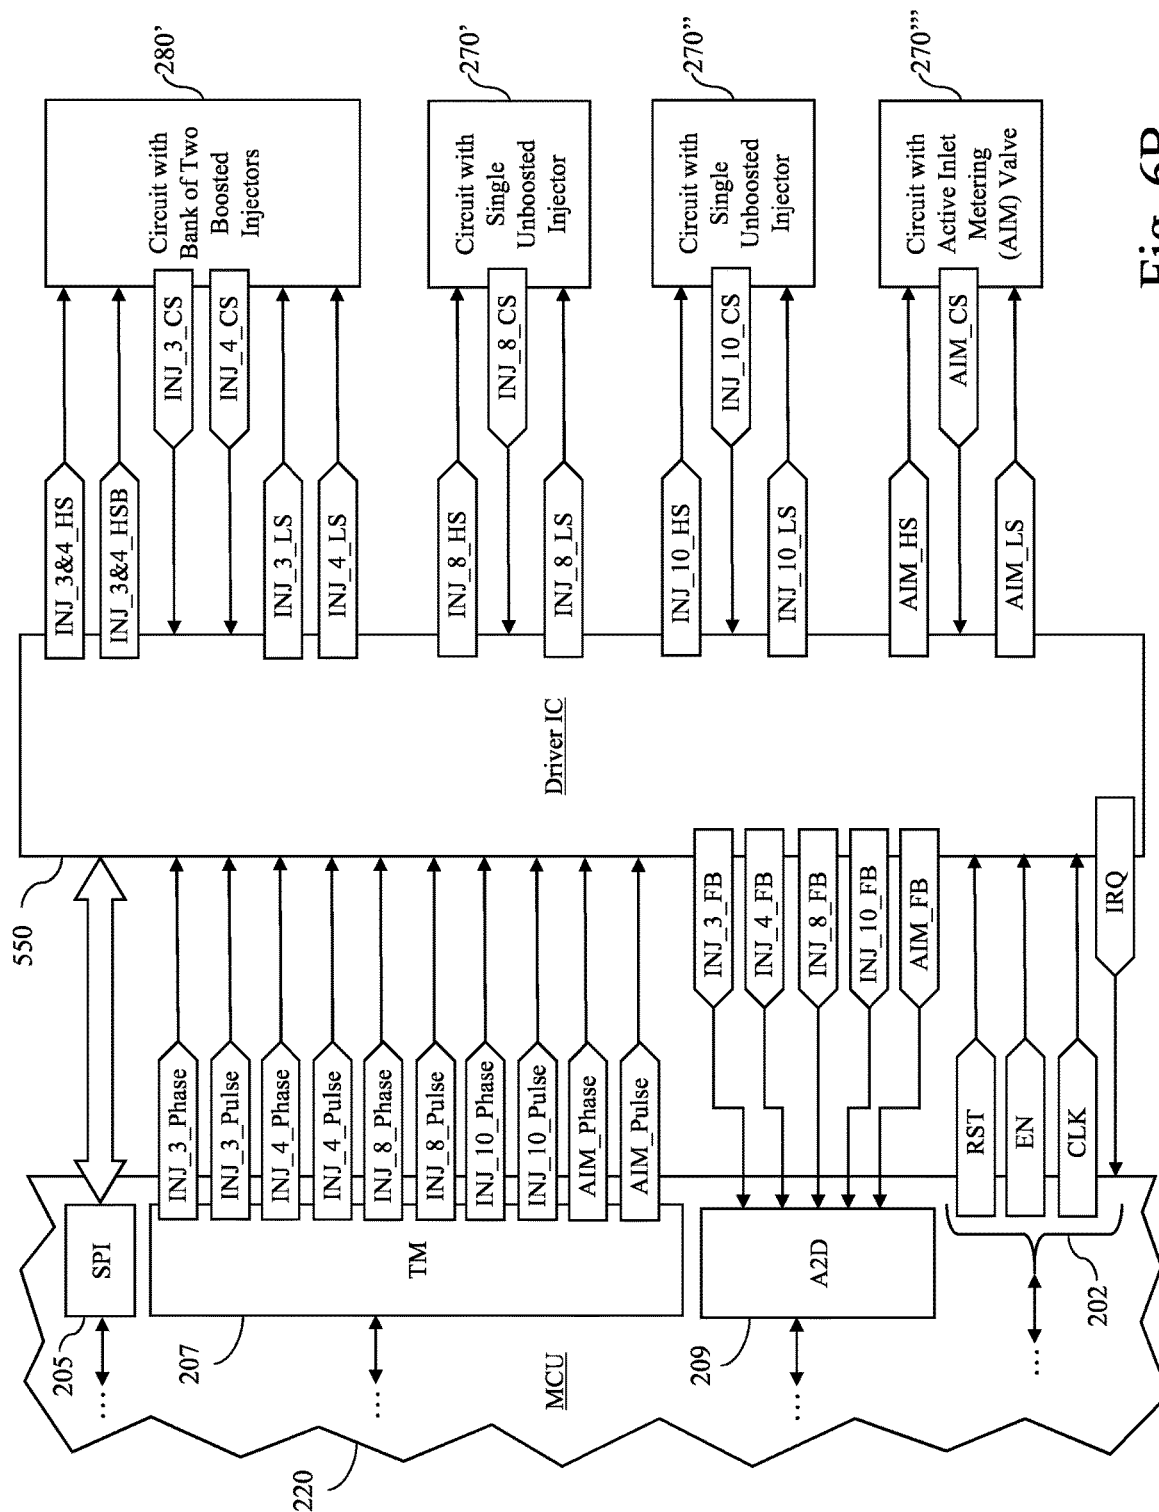 220
MCU
205
SPI
207
TM
209
A2D
202
INJ_3_Phase
INJ_3_Pulse
INJ_4_Phase
INJ_4_Pulse
INJ_8_Phase
INJ_8_Pulse
INJ_10_Phase
INJ_10_Pulse
AIM_Phase
AIM_Pulse
INJ_3_FB
INJ_4_FB
INJ_8_FB
INJ_10_FB
AIM_FB
RST
EN
CLK
IRQ
550
Driver IC
INJ_3&4_HS
INJ_3&4_HSB
INJ_3_CS
INJ_4_CS
INJ_3_LS
INJ_4_LS
INJ_8_HS
INJ_8_CS
INJ_8_LS
INJ_10_HS
INJ_10_CS
INJ_10_LS
AIM_HS
AIM_CS
AIM_LS
Circuit with
Bank of Two
Boosted
Injectors
280’
Circuit with
Single
Unboosted
Injector
270’
Circuit with
Single
Unboosted
Injector
270’’
Circuit with
Active Inlet
Metering
(AIM) Valve
270’’’
Fig. 6B